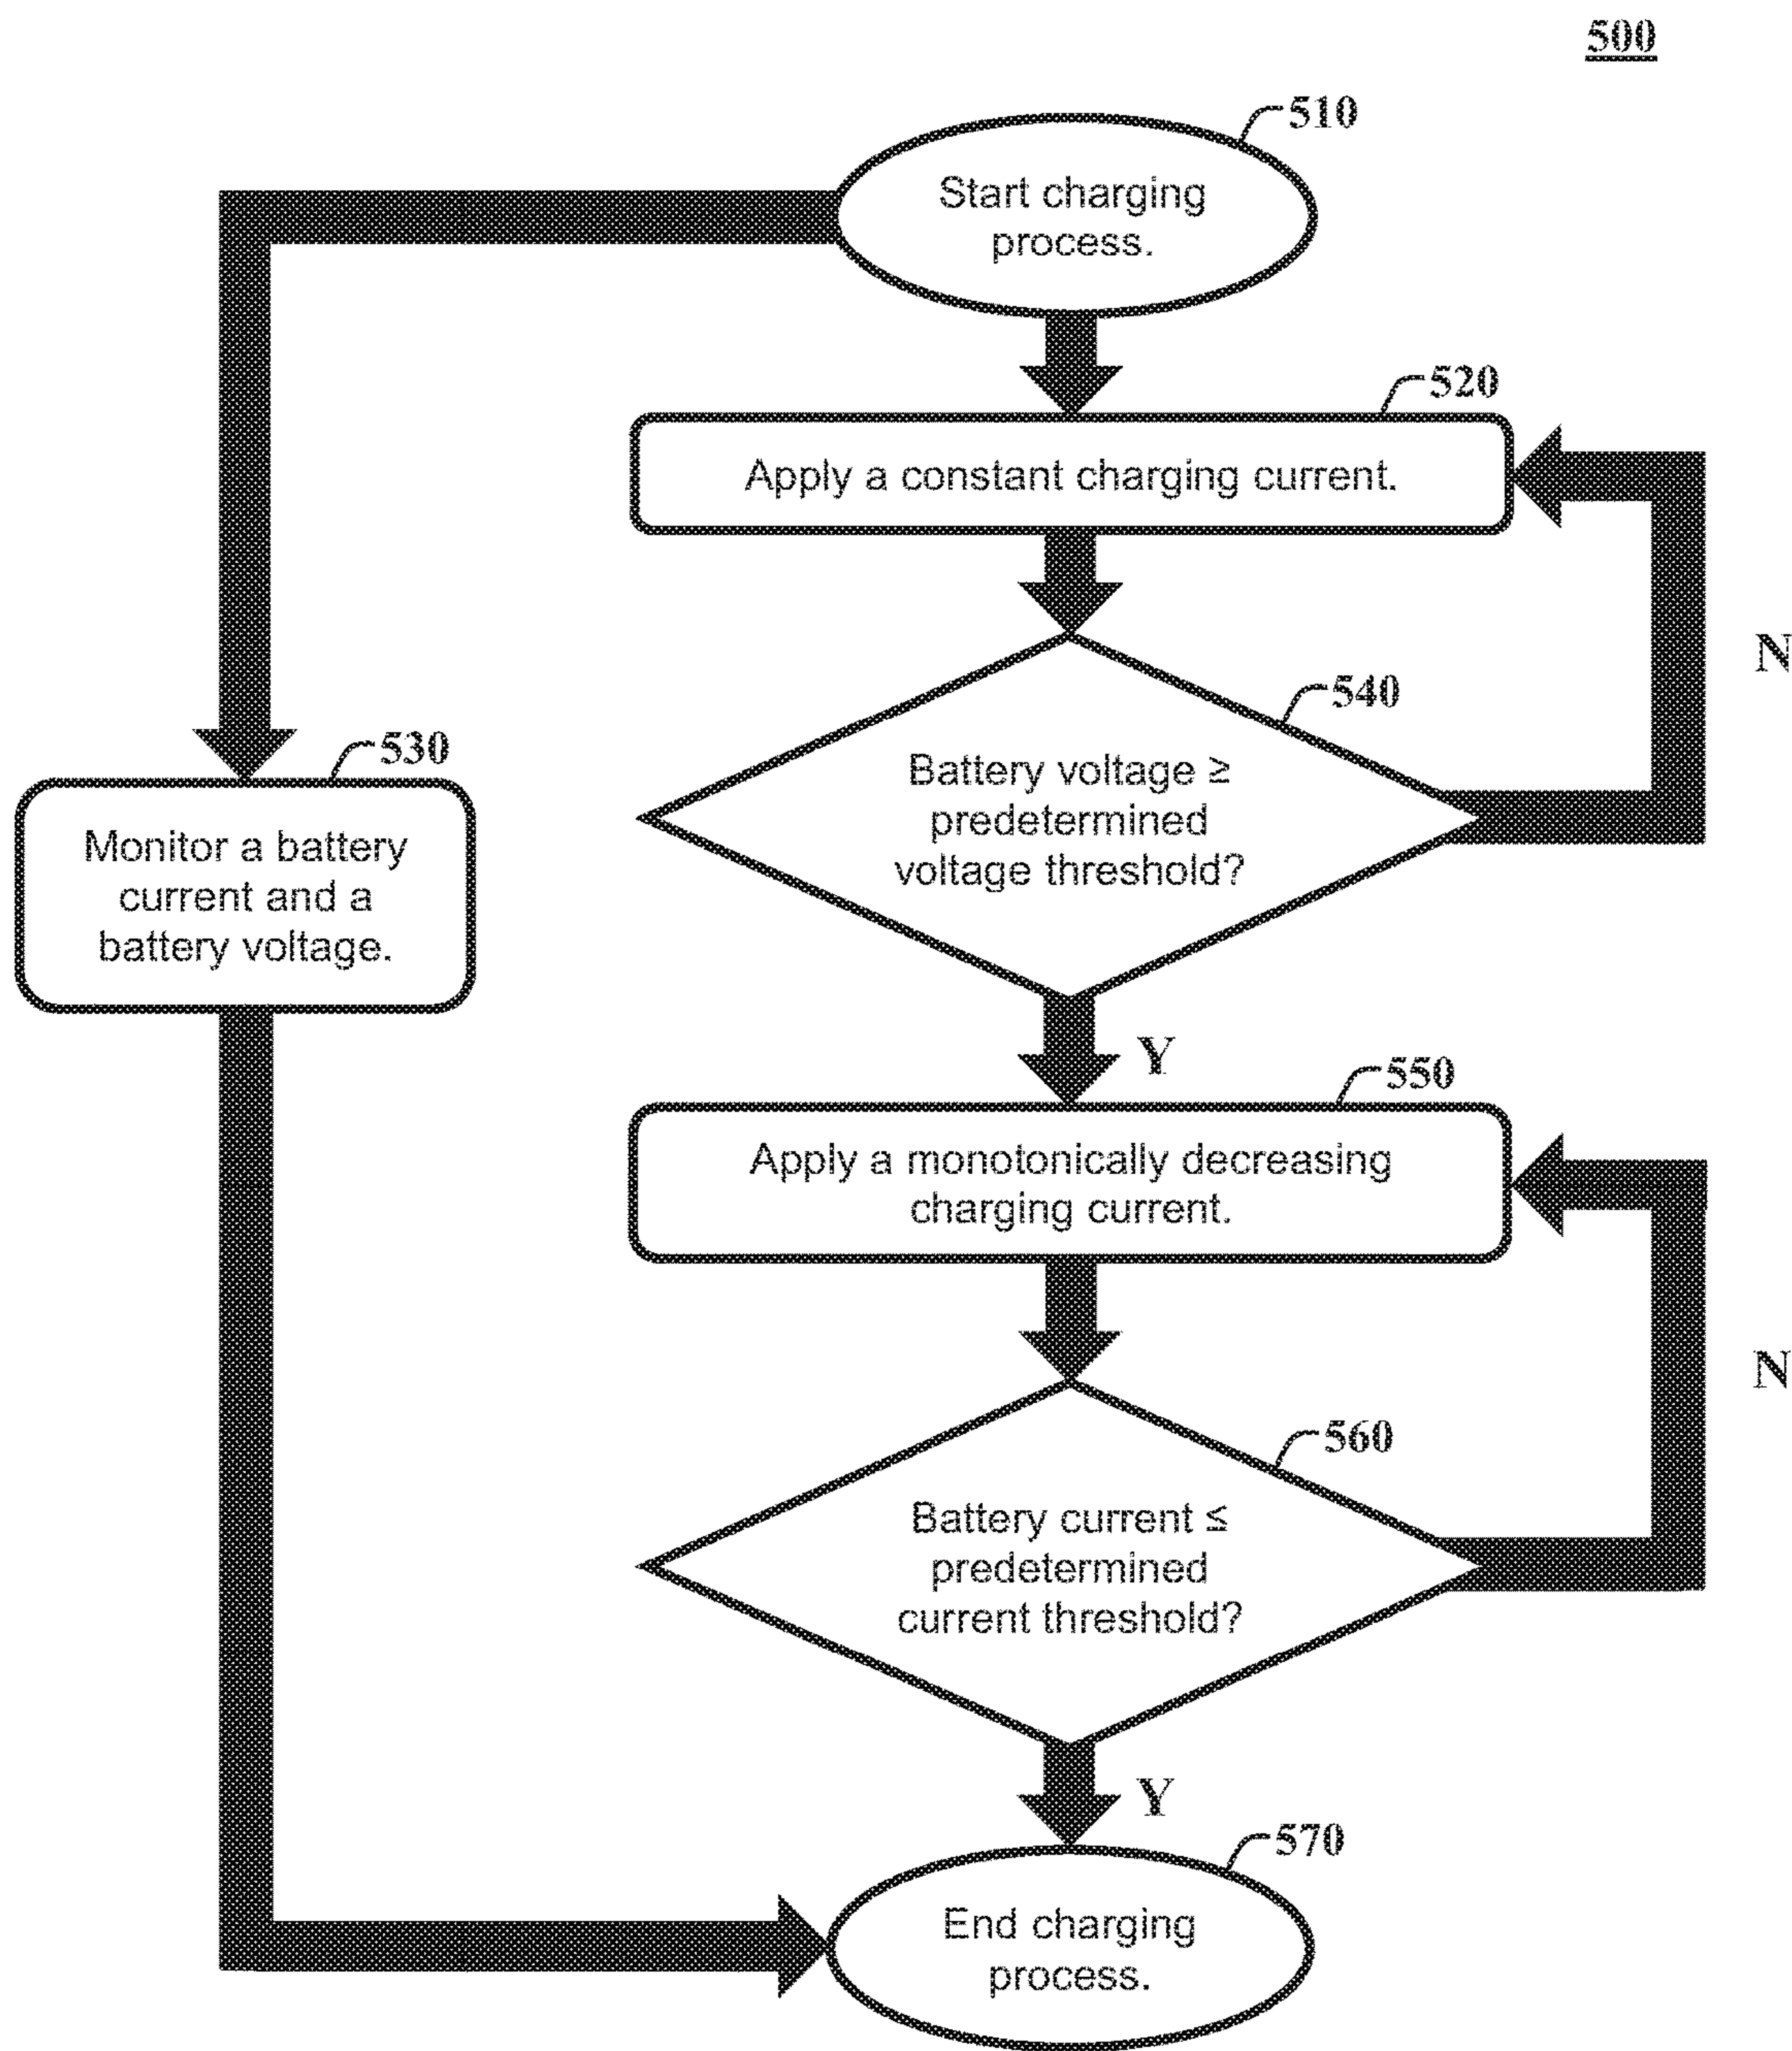 500
510
Start charging
process.
520
Apply a constant charging current.
N
540
Battery voltage ≥
predetermined
voltage threshold?
530
Monitor a battery
current and a
battery voltage.
Y
550
Apply a monotonically decreasing
charging current.
N
560
Battery current ≤
predetermined
current threshold?
Y
570
End charging
process.